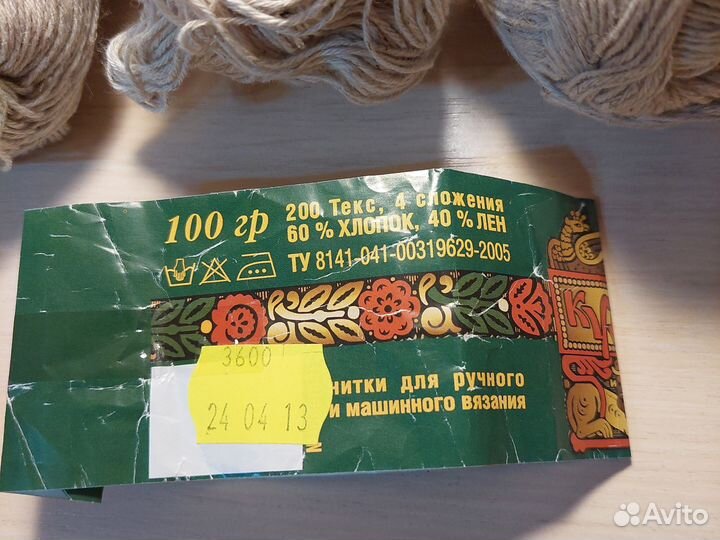 100 гр
200 Текс, 4 сложения
60 % ХЛОПОК, 40 % ЛЕН
ТУ 8141-041-00319629-2005
3600
24 04 13
нитки для ручного
и машинного вязания
Avito